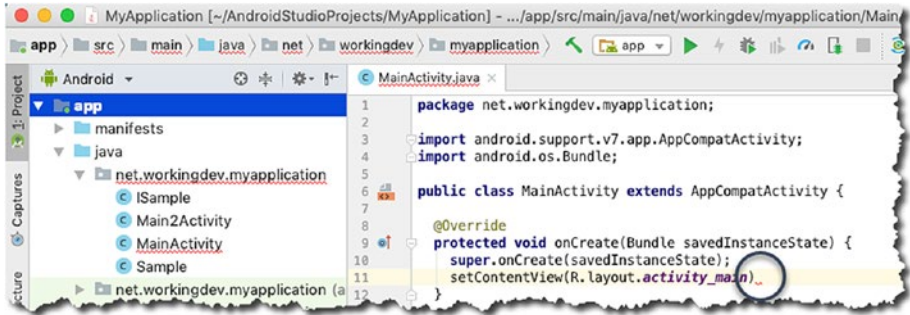 MyApplication [~/AndroidStudioProjects/MyApplication] - .../app/src/main/java/net/workingdev/myapplication/Main
app src main java net workingdev myapplication app
1: Project
Captures
Android
app
manifests
java
net.workingdev.myapplication
ISample
Main2Activity
MainActivity
Sample
net.workingdev.myapplication (a
MainActivity.java
1 package net.workingdev.myapplication;
2
3 import android.support.v7.app.AppCompatActivity;
4 import android.os.Bundle;
5
6 public class MainActivity extends AppCompatActivity {
7
8 @Override
9 protected void onCreate(Bundle savedInstanceState) {
10 super.onCreate(savedInstanceState);
11 setContentView(R.layout.activity_main)
12 }